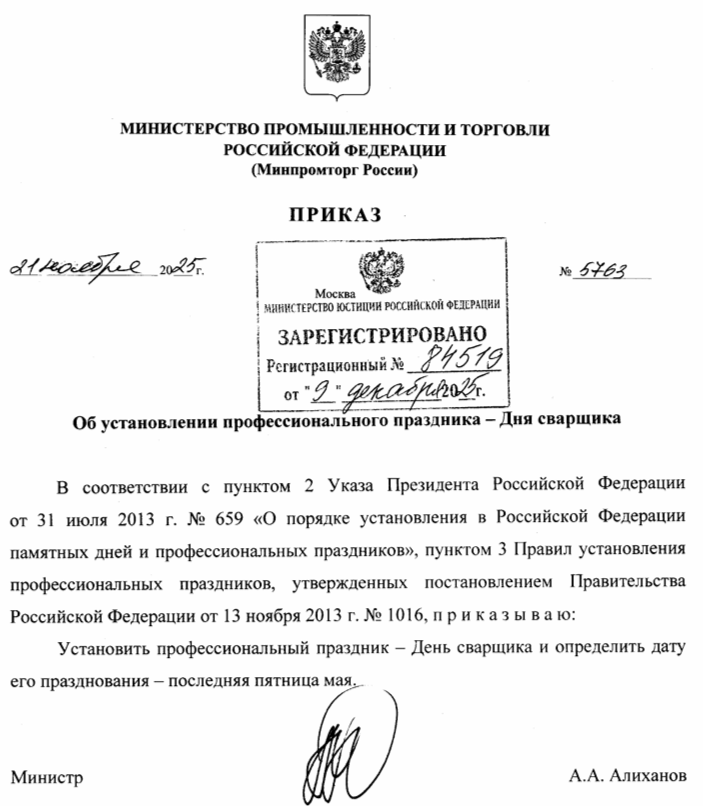 МИНИСТЕРСТВО ПРОМЫШЛЕННОСТИ И ТОРГОВЛИ
РОССИЙСКОЙ ФЕДЕРАЦИИ
(Минпромторг России)
ПРИКАЗ
21 ноября 2025 г.
№ 5763
Москва
МИНИСТЕРСТВО ЮСТИЦИИ РОССИЙСКОЙ ФЕДЕРАЦИИ
ЗАРЕГИСТРИРОВАНО
Регистрационный № 84519
от "9" декабря 2025 г.
Об установлении профессионального праздника – Дня сварщика
В соответствии с пунктом 2 Указа Президента Российской Федерации
от 31 июля 2013 г. № 659 «О порядке установления в Российской Федерации
памятных дней и профессиональных праздников», пунктом 3 Правил установления
профессиональных праздников, утвержденных постановлением Правительства
Российской Федерации от 13 ноября 2013 г. № 1016, п р и к а з ы в а ю:
Установить профессиональный праздник – День сварщика и определить дату
его празднования – последняя пятница мая.
Министр
А.А. Алиханов